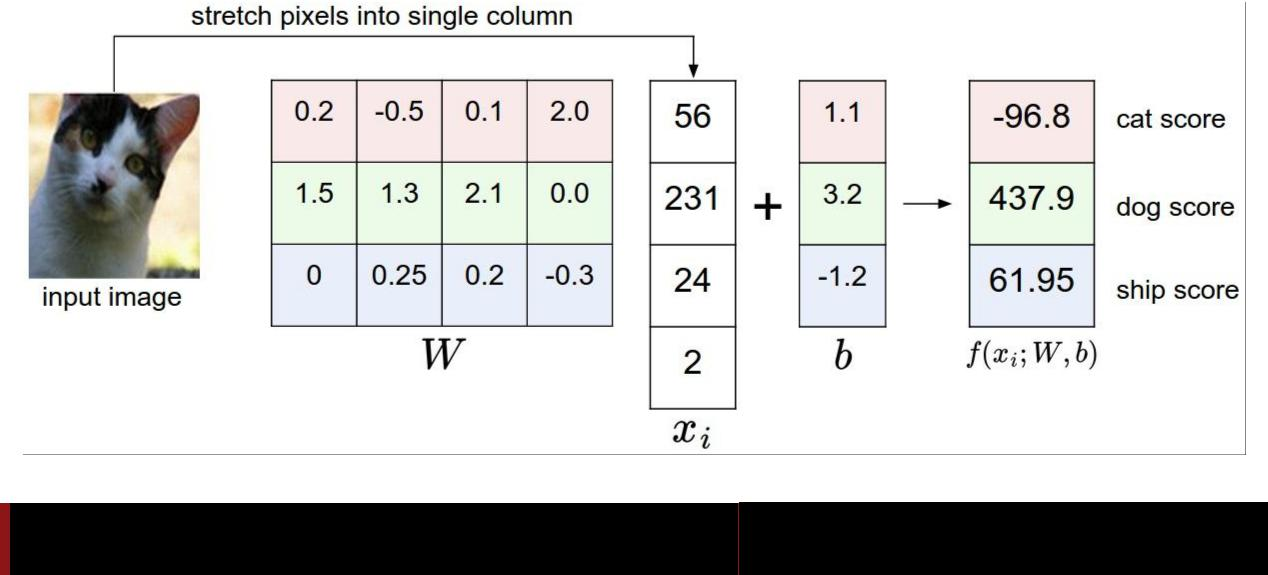 stretch pixels into single column
0.2 -0.5 0.1 2.0 56 1.1 -96.8 cat score
1.5 1.3 2.1 0.0 231 + 3.2 437.9 dog score
0 0.25 0.2 -0.3 24 -1.2 61.95 ship score
input image
2
W b f(x_i; W, b)
x_i